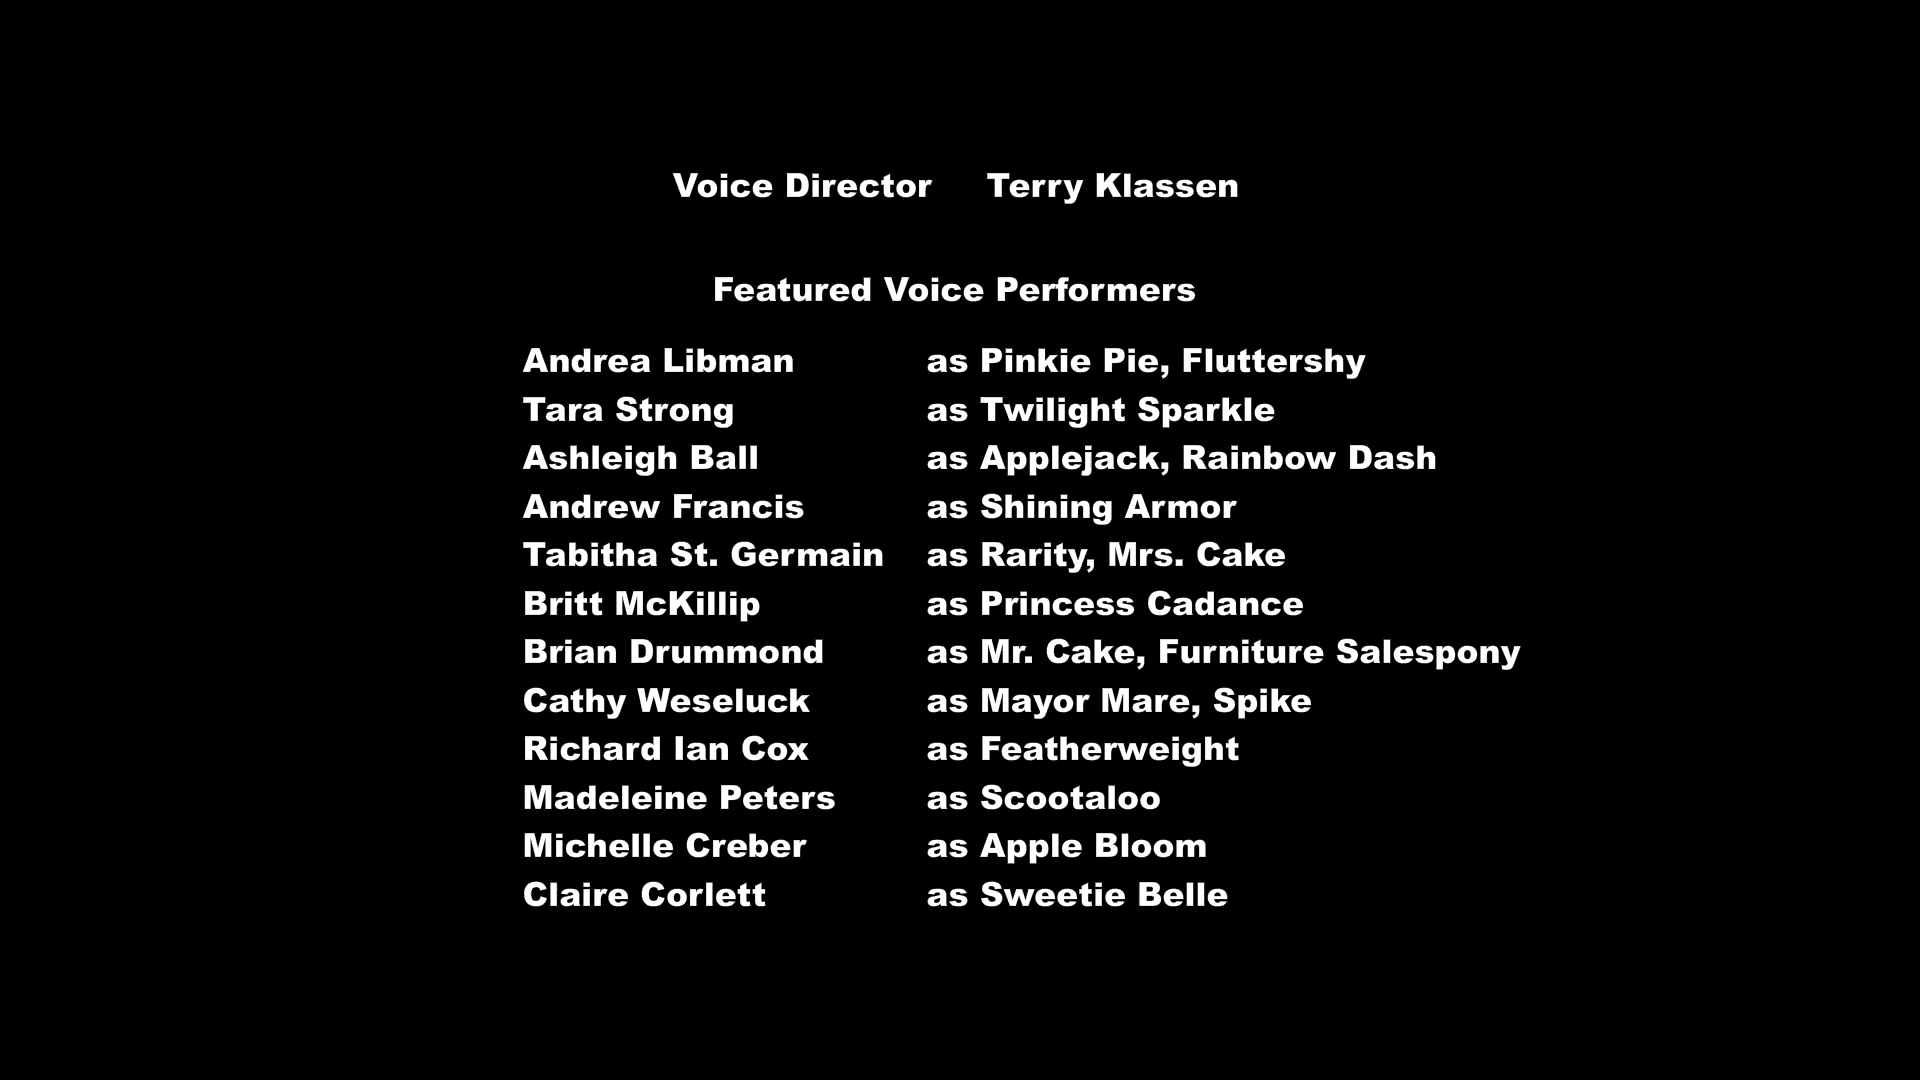 Voice Director Terry Klassen
Featured Voice Performers
Andrea Libman as Pinkie Pie, Fluttershy
Tara Strong as Twilight Sparkle
Ashleigh Ball as Applejack, Rainbow Dash
Andrew Francis as Shining Armor
Tabitha St. Germain as Rarity, Mrs. Cake
Britt McKillip as Princess Cadance
Brian Drummond as Mr. Cake, Furniture Salespony
Cathy Weseluck as Mayor Mare, Spike
Richard Ian Cox as Featherweight
Madeleine Peters as Scootaloo
Michelle Creber as Apple Bloom
Claire Corlett as Sweetie Belle